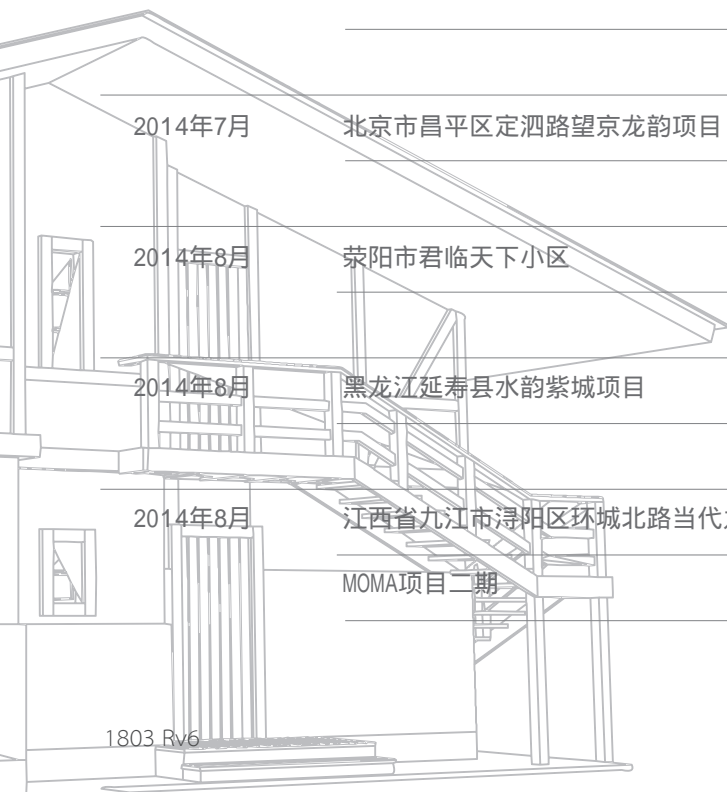 2014年7月 北京市昌平区定泗路望京龙韵项目
2014年8月 荥阳市君临天下小区
2014年8月 黑龙江延寿县水韵紫城项目
2014年8月 江西省九江市浔阳区环城北路当代
MOMA项目二期
1803 Rv6